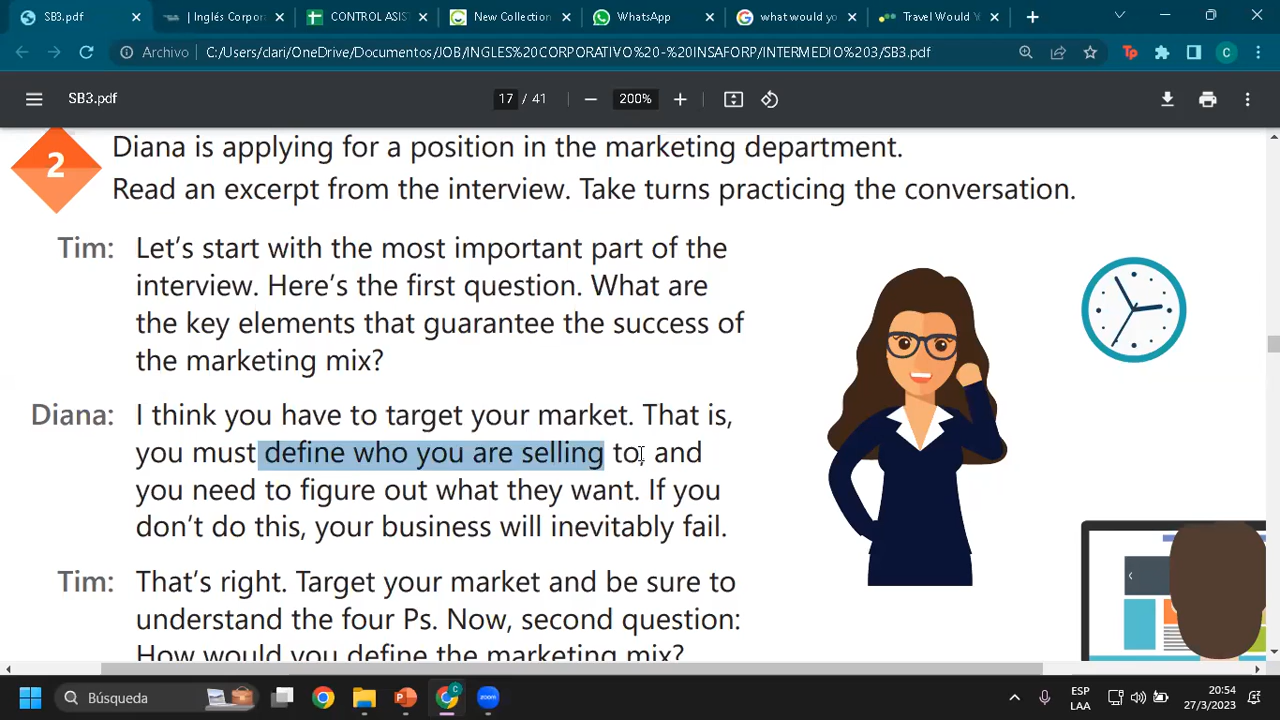 SB3.pdf
| Inglés Corpora
CONTROL ASIS
New Collection
WhatsApp
what would yo
Travel Would Y
Archivo
C:/Users/clari/OneDrive/Documentos/JOB/INGLES%20CORPORATIVO%20-%20INSAFORP/INTERMEDIO%203/SB3.pdf
C
SB3.pdf
17 / 41
200%
2
Diana is applying for a position in the marketing department.
Read an excerpt from the interview. Take turns practicing the conversation.
Tim: Let's start with the most important part of the
interview. Here's the first question. What are
the key elements that guarantee the success of
the marketing mix?
Diana: I think you have to target your market. That is,
you must define who you are selling to, and
you need to figure out what they want. If you
don't do this, your business will inevitably fail.
Tim: That's right. Target your market and be sure to
understand the four Ps. Now, second question:
How would you define the marketing mix?
Búsqueda
ESP
LAA
20:54
27/3/2023